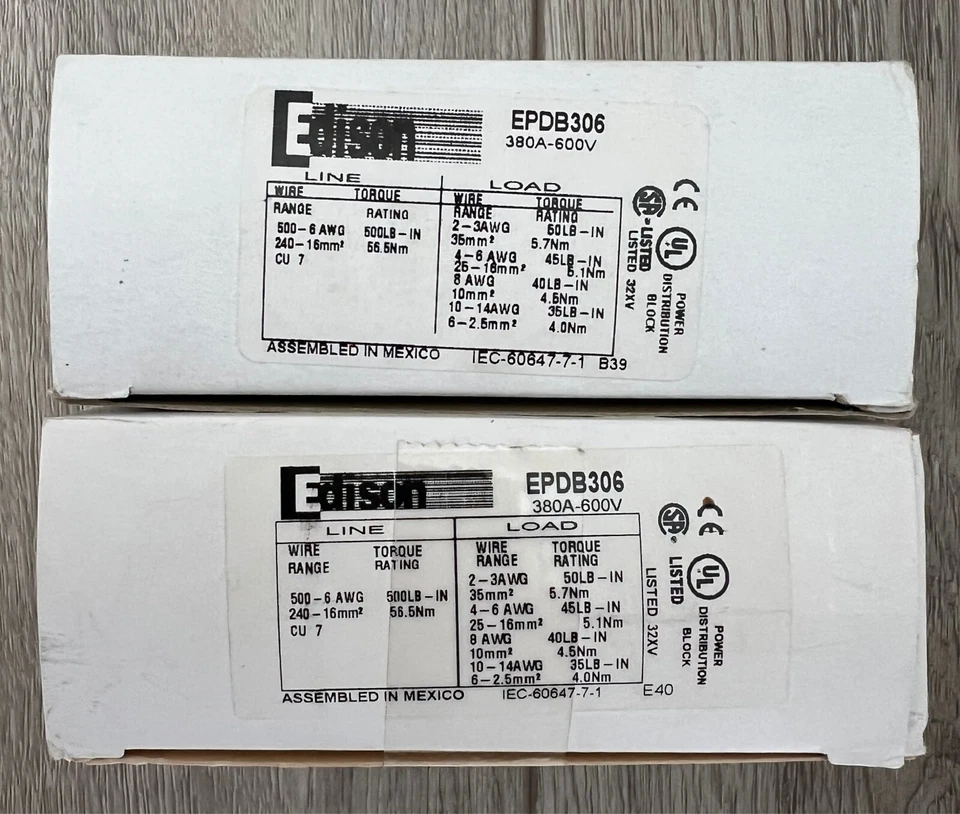 Edison
EPDB306
380A-600V
LINE LOAD
WIRE TORQUE WIRE TORQUE
RANGE RATING RANGE RATING
500-6 AWG 500LB-IN 2-3AWG 50LB-IN
240-16mm² 56.5Nm 35mm² 5.7Nm
CU 7 4-6 AWG 45LB-IN
25-16mm² 5.1Nm
8 AWG 40LB-IN
10mm² 4.5Nm
10-14AWG 35LB-IN
6-2.5mm² 4.0Nm
ASSEMBLED IN MEXICO IEC-60647-7-1 B39
CE
SA®
LISTED
LISTED 32XV
UL
POWER
DISTRIBUTION
BLOCK
Edison
EPDB306
380A-600V
LINE LOAD
WIRE TORQUE WIRE TORQUE
RANGE RATING RANGE RATING
2-3AWG 50LB-IN
500-6 AWG 500LB-IN 35mm² 5.7Nm
240-16mm² 56.5Nm 4-6 AWG 45LB-IN
CU 7 25-16mm² 5.1Nm
8 AWG 40LB-IN
10mm² 4.5Nm
10-14AWG 35LB-IN
6-2.5mm² 4.0Nm
ASSEMBLED IN MEXICO IEC-60647-7-1 E40
CE
SA®
LISTED
LISTED 32XV
UL
POWER
DISTRIBUTION
BLOCK